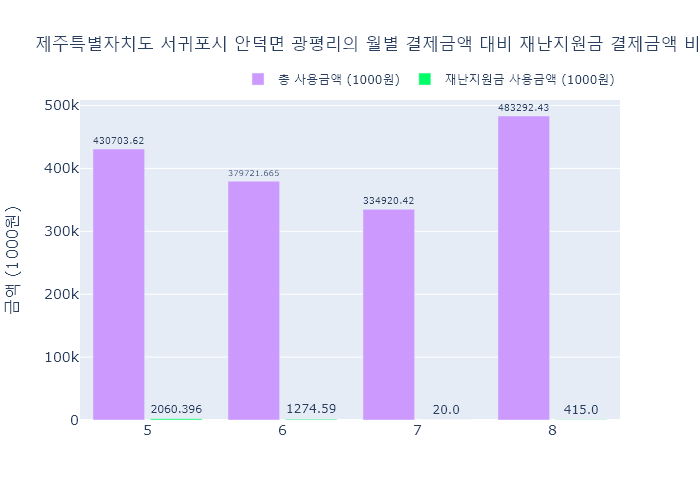 제주특별자치도 서귀포시 안덕면 광평리의 월별 결제금액 대비 재난지원금 결제금액 비
총 사용금액 (1000원)
재난지원금 사용금액 (1000원)
금액 (1000원)
500k
400k
300k
200k
100k
0
430703.62
2060.396
379721.665
1274.59
334920.42
20.0
483292.43
415.0
5
6
7
8